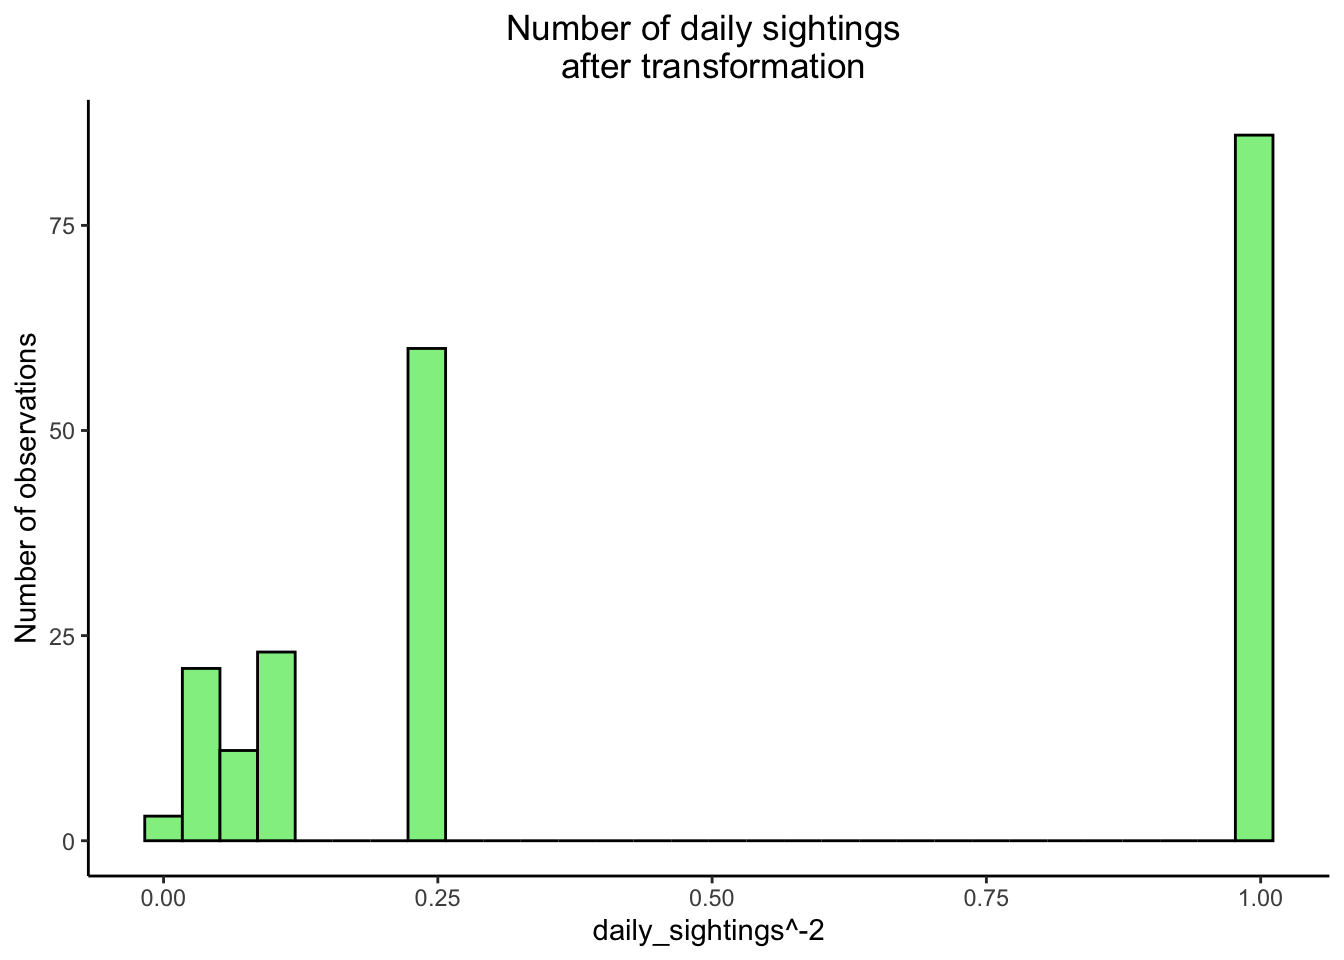 Number of daily sightings
after transformation
Number of observations
75
50
25
0
0.00
0.25
0.50
0.75
1.00
daily_sightings^-2